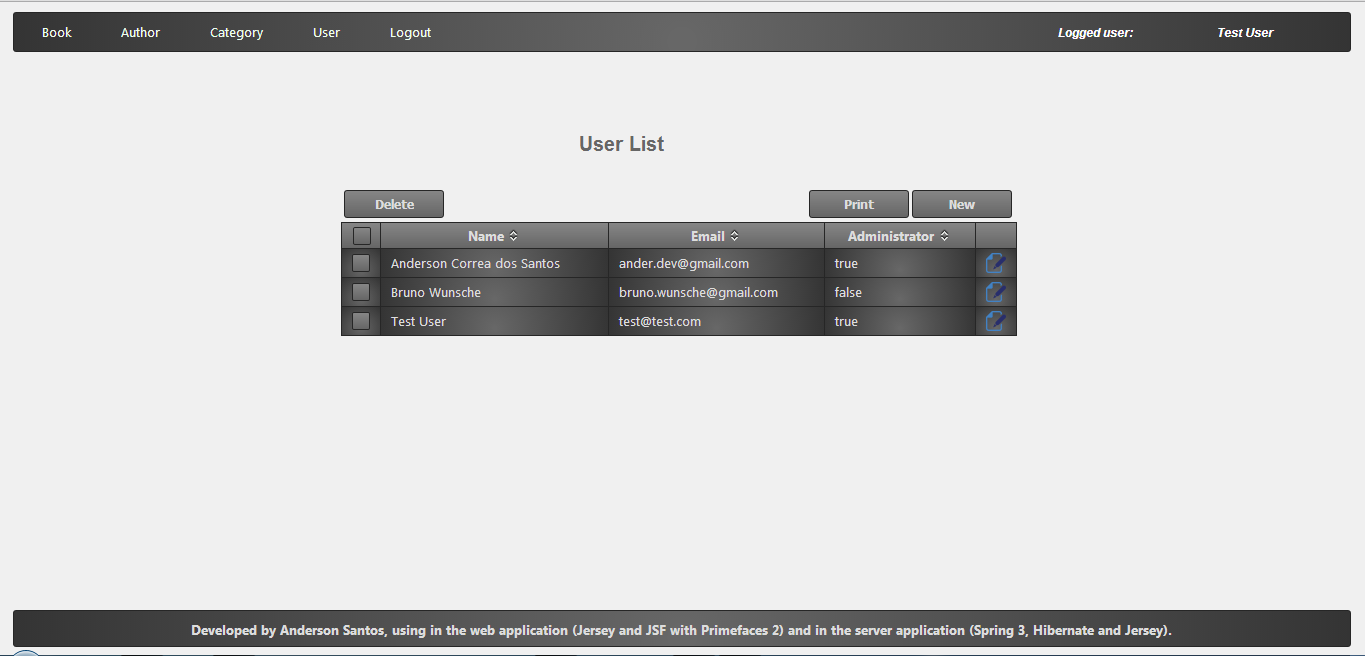 Book Author Category User Logout Logged user: Test User
User List
Delete Print New
Name Email Administrator
Anderson Correa dos Santos ander.dev@gmail.com true
Bruno Wunsche bruno.wunsche@gmail.com false
Test User test@test.com true
Developed by Anderson Santos, using in the web application (Jersey and JSF with Primefaces 2) and in the server application (Spring 3, Hibernate and Jersey).